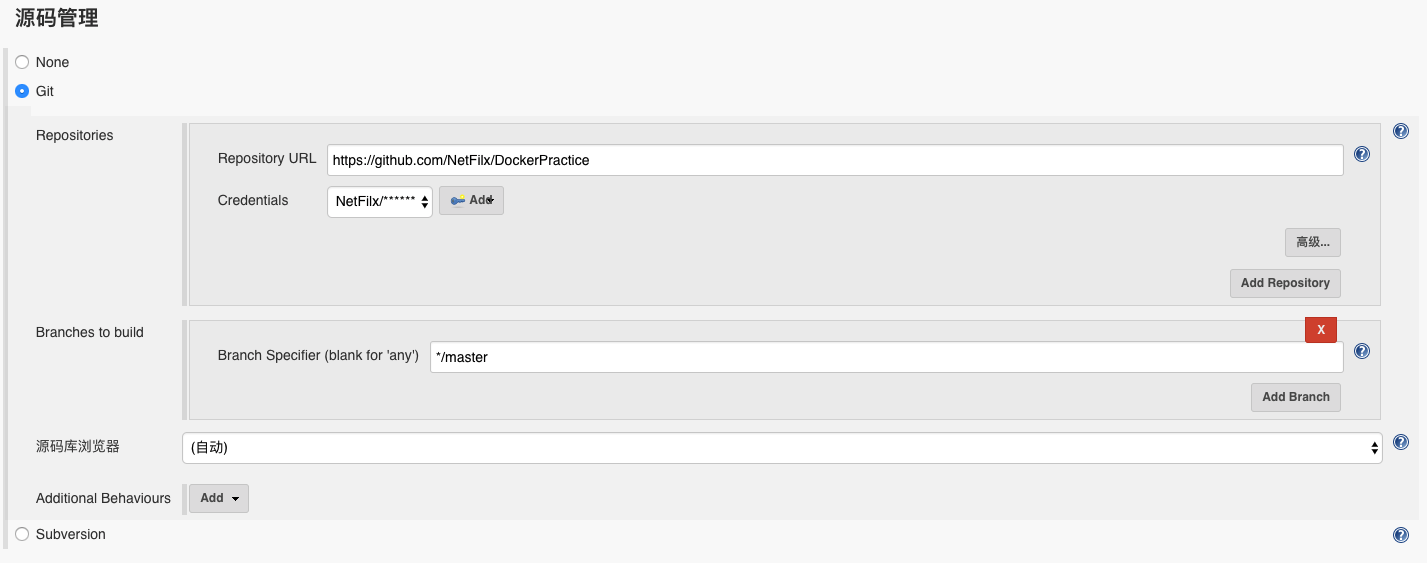 源码管理
None
Git
Repositories
Repository URL https://github.com/NetFilx/DockerPractice
Credentials NetFilx/****** Add
高级...
Add Repository
Branches to build
X
Branch Specifier (blank for 'any') */master
Add Branch
源码库浏览器 (自动)
Additional Behaviours Add
Subversion